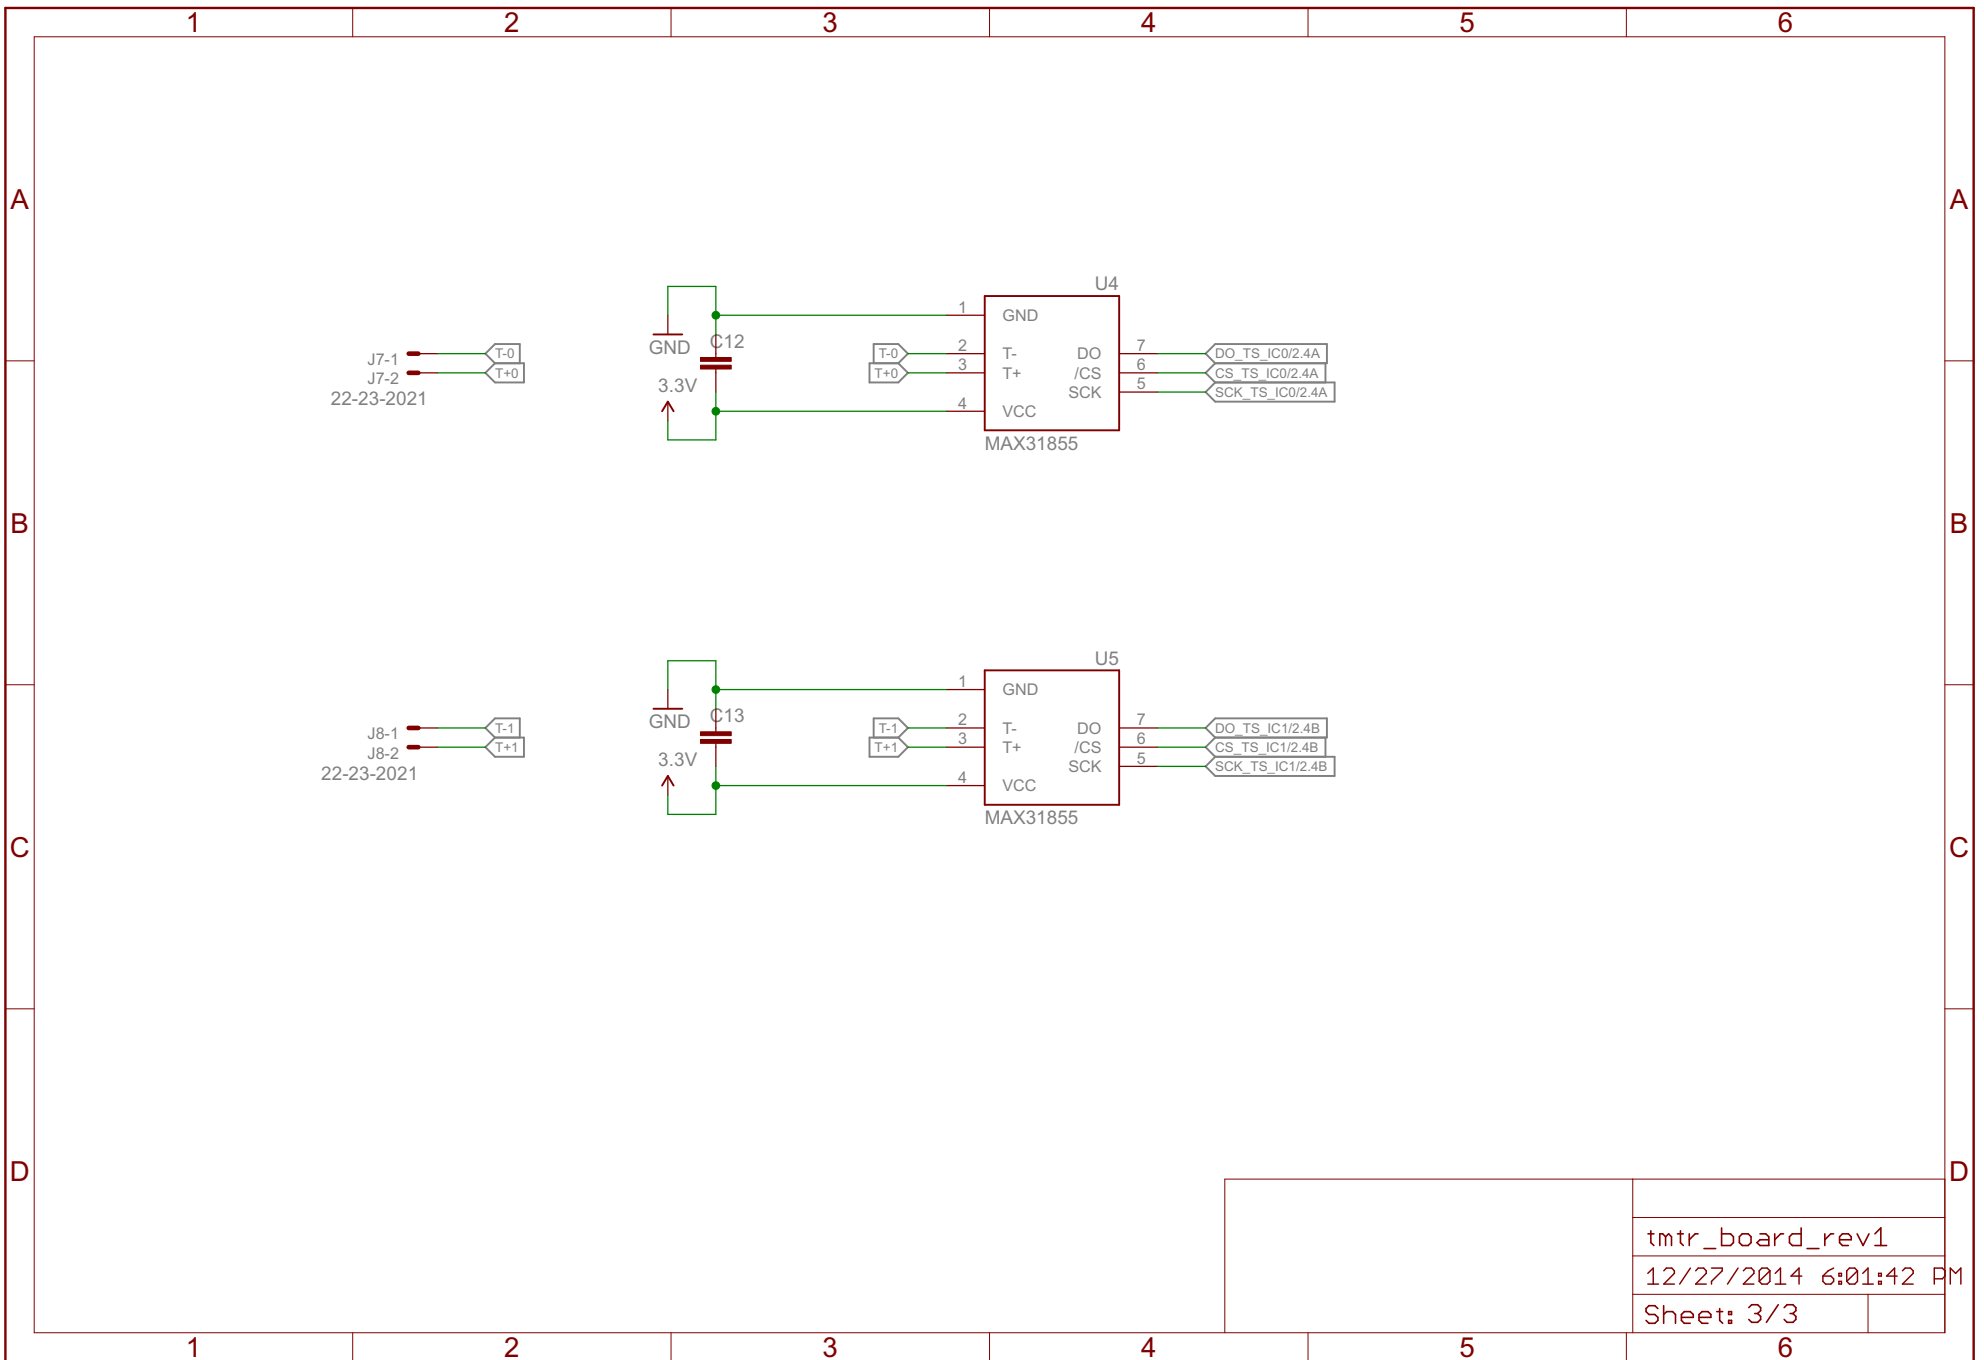 1 2 3 4 5 6
A A
U4
1 GND
GND C12
J7-1 T-0
T-0 2 T- DO 7 DO_TS_IC0/2.4A
J7-2 T+0
T+0 3 T+ /CS 6 CS_TS_IC0/2.4A
3.3V
SCK 5 SCK_TS_IC0/2.4A
22-23-2021
4 VCC
MAX31855
B B
U5
1 GND
GND C13
J8-1 T-1
T-1 2 T- DO 7 DO_TS_IC1/2.4B
J8-2 T+1
T+1 3 T+ /CS 6 CS_TS_IC1/2.4B
3.3V
SCK 5 SCK_TS_IC1/2.4B
22-23-2021
4 VCC
MAX31855
C C
D D
tmtr_board_rev1
12/27/2014 6:01:42 PM
Sheet: 3/3
1 2 3 4 5 6